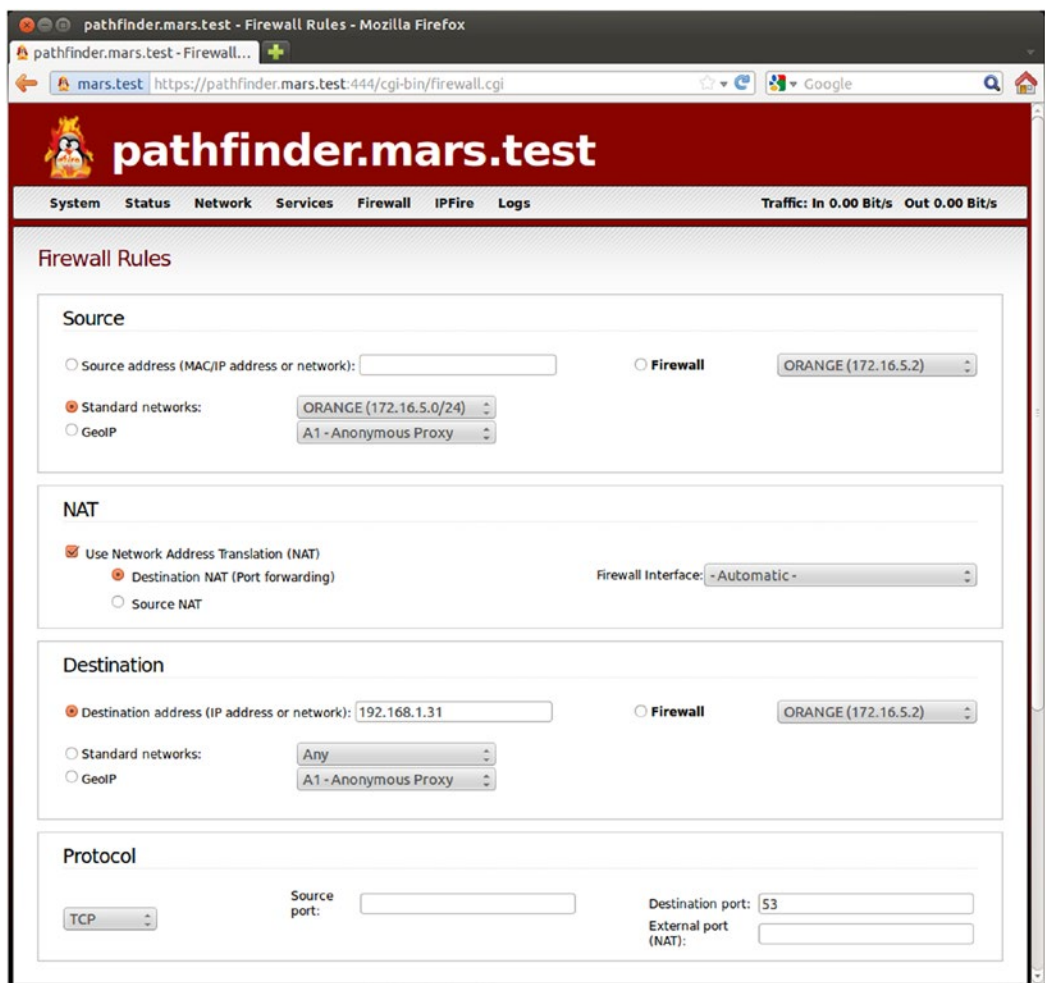 pathfinder.mars.test - Firewall Rules - Mozilla Firefox
pathfinder.mars.test - Firewall...
mars.test https://pathfinder.mars.test:444/cgi-bin/firewall.cgi Google
pathfinder.mars.test
System Status Network Services Firewall IPFire Logs Traffic: In 0.00 Bit/s Out 0.00 Bit/s
Firewall Rules
Source
Source address (MAC/IP address or network): Firewall ORANGE (172.16.5.2)
Standard networks: ORANGE (172.16.5.0/24)
GeoIP A1 - Anonymous Proxy
NAT
Use Network Address Translation (NAT)
Destination NAT (Port forwarding) Firewall Interface: - Automatic -
Source NAT
Destination
Destination address (IP address or network): 192.168.1.31 Firewall ORANGE (172.16.5.2)
Standard networks: Any
GeoIP A1 - Anonymous Proxy
Protocol
TCP
Source port:
Destination port: 53
External port (NAT):